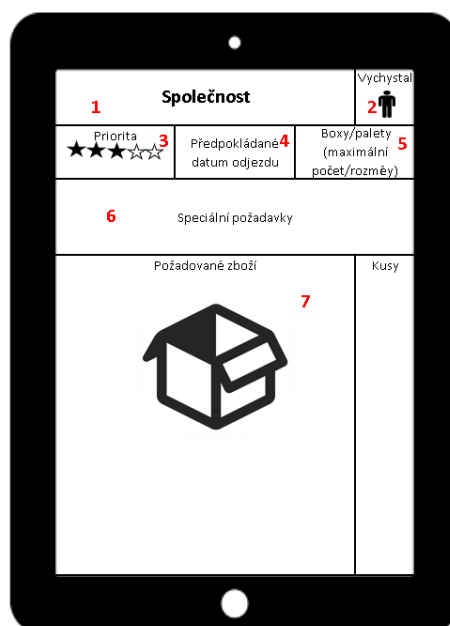 Vychystal
1
Společnost
2
Priorita
3
Předpokládané
datum odjezdu
4
Boxy/palety
(maximální
počet/rozměry)
5
6
Speciální požadavky
Požadované zboží
Kusy
7